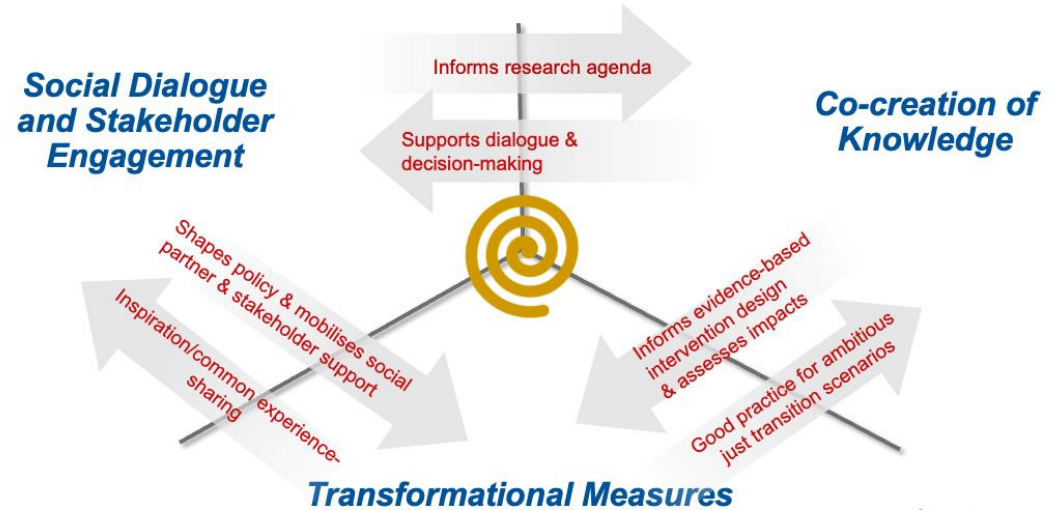 Informs research agenda
Social Dialogue
and Stakeholder
Engagement
Co-creation of
Knowledge
Supports dialogue &
decision-making
Shapes policy & mobilises social
partner & stakeholder support
Inspiration/common experience-
sharing
Informs evidence-based
intervention design
& assesses impacts
Good practice for ambitious
just transition scenarios
Transformational Measures